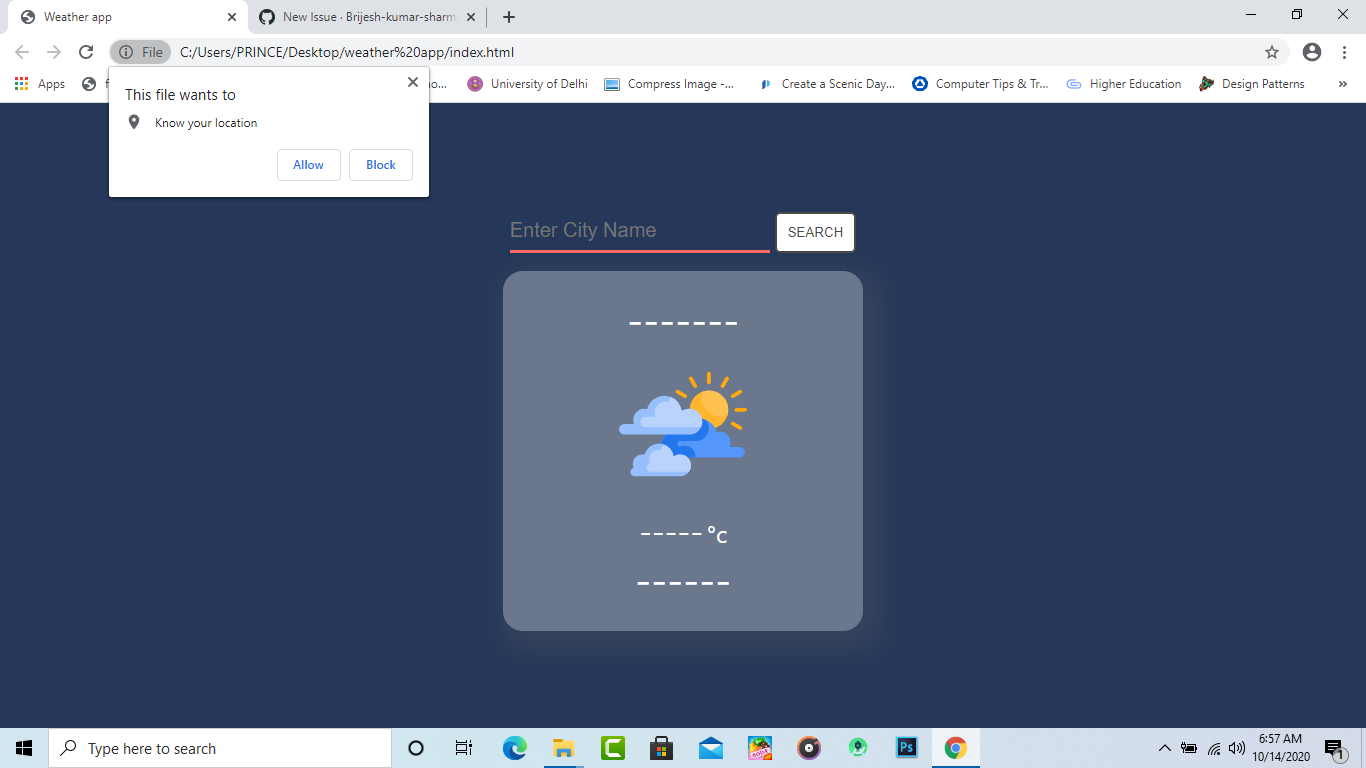 Weather app
New Issue · Brijesh-kumar-sharm
File
C:/Users/PRINCE/Desktop/weather%20app/index.html
Apps
University of Delhi
Compress Image -...
Create a Scenic Day...
Computer Tips & Tr...
Higher Education
Design Patterns
»
This file wants to
Know your location
Allow
Block
Enter City Name
SEARCH
-------
----- °c
------
Type here to search
Ps
6:57 AM
10/14/2020
1